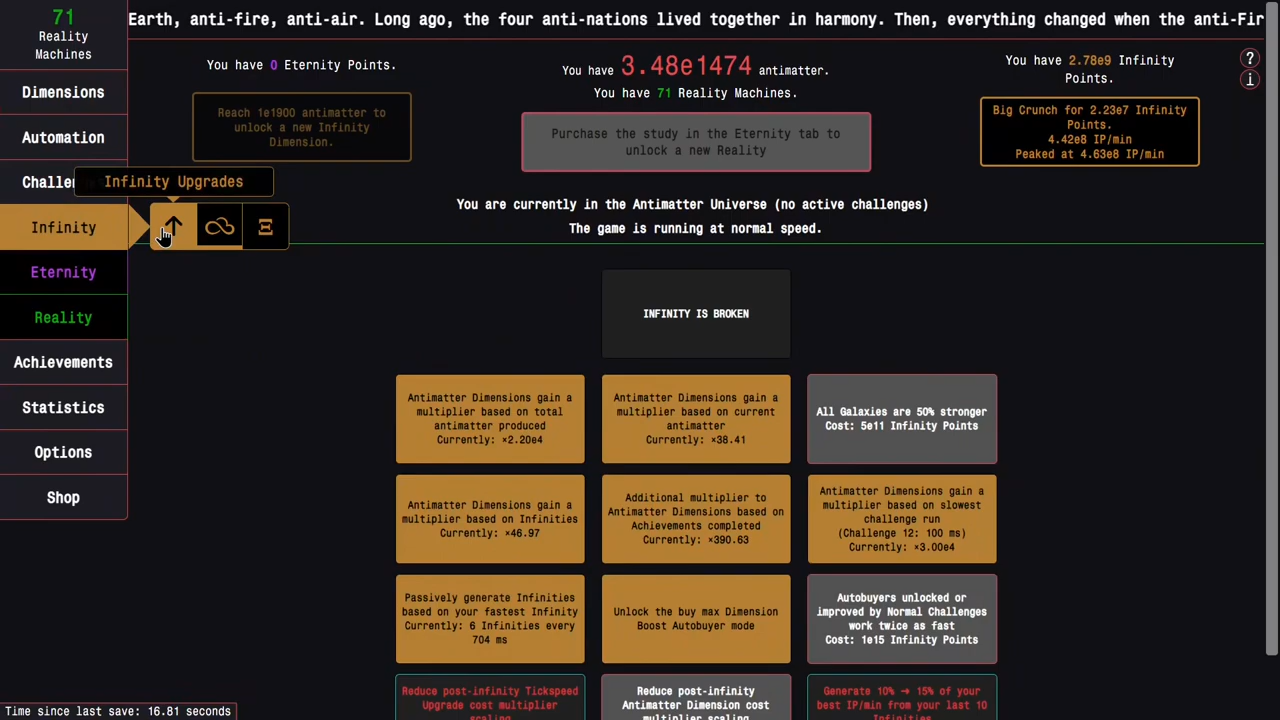 71
Reality
Machines
Earth, anti-fire, anti-air. Long ago, the four anti-nations lived together in harmony. Then, everything changed when the anti-Fir
You have 0 Eternity Points.
You have 3.48e1474 antimatter.
You have 71 Reality Machines.
You have 2.78e9 Infinity
Points.
?
i
Reach 1e1900 antimatter to
unlock a new Infinity
Dimension.
Purchase the study in the Eternity tab to
unlock a new Reality
Big Crunch for 2.23e7 Infinity
Points.
4.42e8 IP/min
Peaked at 4.63e8 IP/min
Dimensions
Automation
Challe
Infinity Upgrades
Infinity
Eternity
Reality
Achievements
Statistics
Options
Shop
You are currently in the Antimatter Universe (no active challenges)
The game is running at normal speed.
INFINITY IS BROKEN
Antimatter Dimensions gain a
multiplier based on total
antimatter produced
Currently: ×2.20e4
Antimatter Dimensions gain a
multiplier based on current
antimatter
Currently: ×38.41
All Galaxies are 50% stronger
Cost: 5e11 Infinity Points
Antimatter Dimensions gain a
multiplier based on Infinities
Currently: ×46.97
Additional multiplier to
Antimatter Dimensions based on
Achievements completed
Currently: ×390.63
Antimatter Dimensions gain a
multiplier based on slowest
challenge run
(Challenge 12: 100 ms)
Currently: ×3.00e4
Passively generate Infinities
based on your fastest Infinity
Currently: 6 Infinities every
704 ms
Unlock the buy max Dimension
Boost Autobuyer mode
Autobuyers unlocked or
improved by Normal Challenges
work twice as fast
Cost: 1e15 Infinity Points
Reduce post-infinity Tickspeed
Upgrade cost multiplier
scaling
Reduce post-infinity
Antimatter Dimension cost
multiplier scaling
Generate 10% → 15% of your
best IP/min from your last 10
Infinities
Time since last save: 16.81 seconds